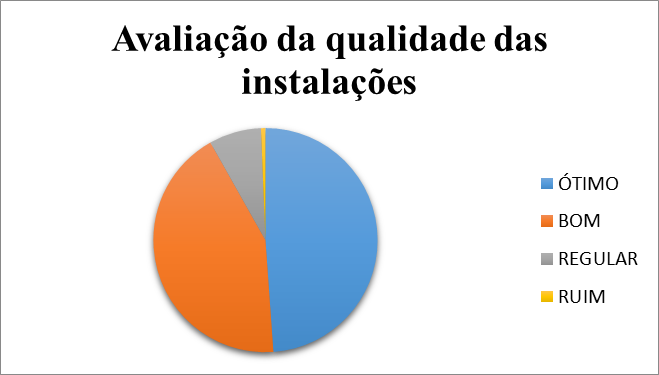 Avaliação da qualidade das
instalações
ÓTIMO
BOM
REGULAR
RUIM